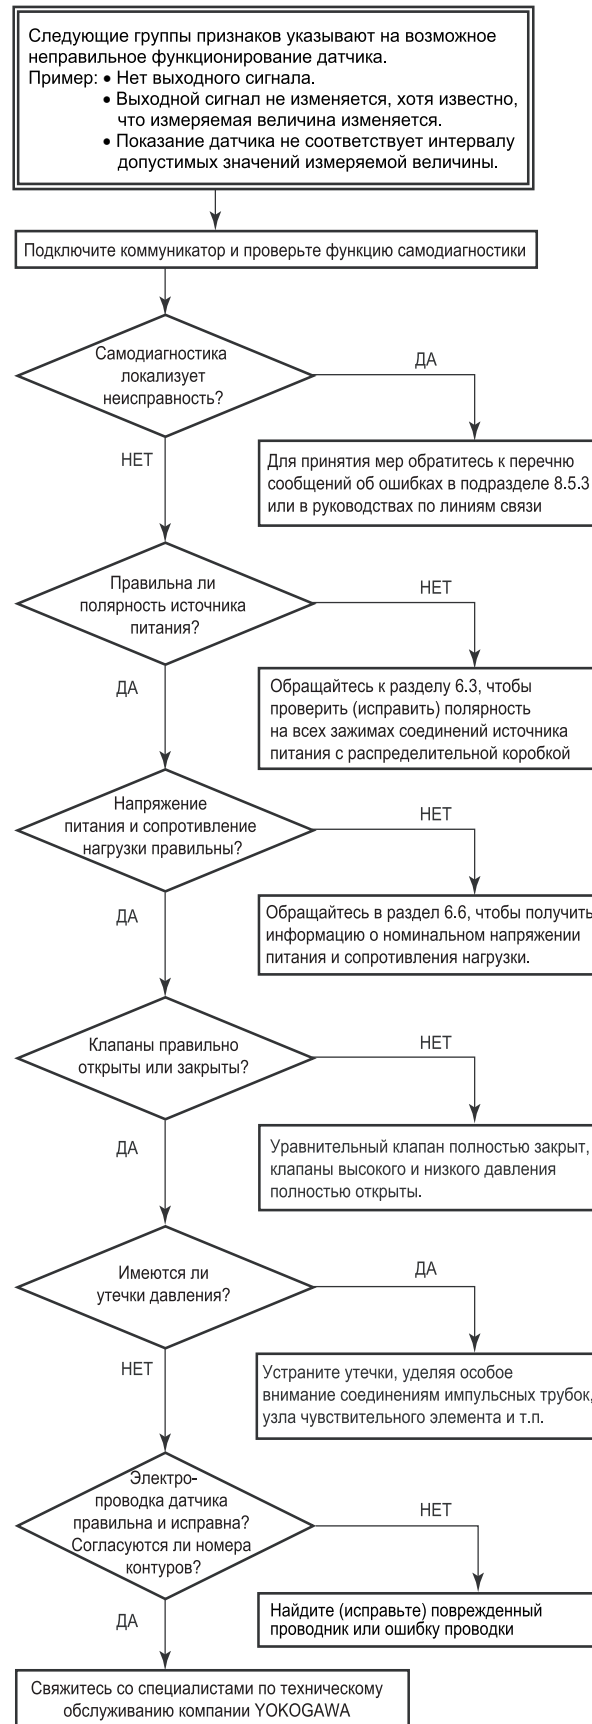 Следующие группы признаков указывают на возможное
неправильное функционирование датчика.
Пример: • Нет выходного сигнала.
• Выходной сигнал не изменяется, хотя известно,
что измеряемая величина изменяется.
• Показание датчика не соответствует интервалу
допустимых значений измеряемой величины.
Подключите коммуникатор и проверьте функцию самодиагностики
Самодиагностика
локализует
неисправность?
ДА
НЕТ
Для принятия мер обратитесь к перечню
сообщений об ошибках в подразделе 8.5.3
или в руководствах по линиям связи
Правильна ли
полярность источника
питания?
НЕТ
ДА
Обращайтесь к разделу 6.3, чтобы
проверить (исправить) полярность
на всех зажимах соединений источника
питания с распределительной коробкой
Напряжение
питания и сопротивление
нагрузки правильны?
НЕТ
ДА
Обращайтесь в раздел 6.6, чтобы получить
информацию о номинальном напряжении
питания и сопротивления нагрузки.
Клапаны правильно
открыты или закрыты?
НЕТ
ДА
Уравнительный клапан полностью закрыт,
клапаны высокого и низкого давления
полностью открыты.
Имеются ли
утечки давления?
ДА
НЕТ
Устраните утечки, уделяя особое
внимание соединениям импульсных трубок,
узла чувствительного элемента и т.п.
Электро-
проводка датчика
правильна и исправна?
Согласуются ли номера
контуров?
НЕТ
ДА
Найдите (исправьте) поврежденный
проводник или ошибку проводки
Свяжитесь со специалистами по техническому
обслуживанию компании YOKOGAWA